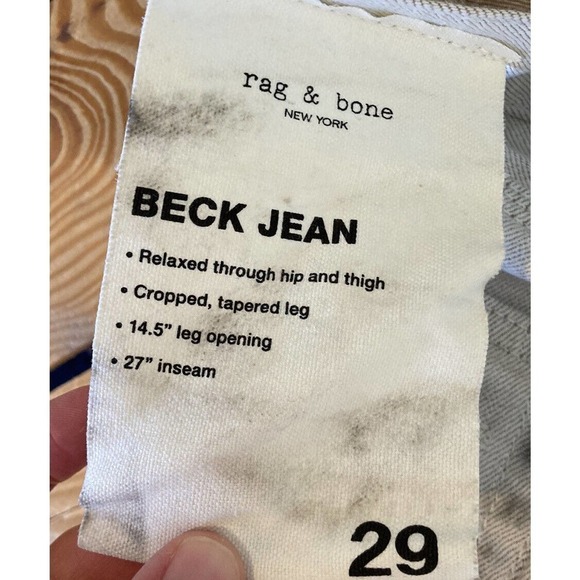 rag & bone
NEW YORK
BECK JEAN
• Relaxed through hip and thigh
• Cropped, tapered leg
• 14.5” leg opening
• 27” inseam
29